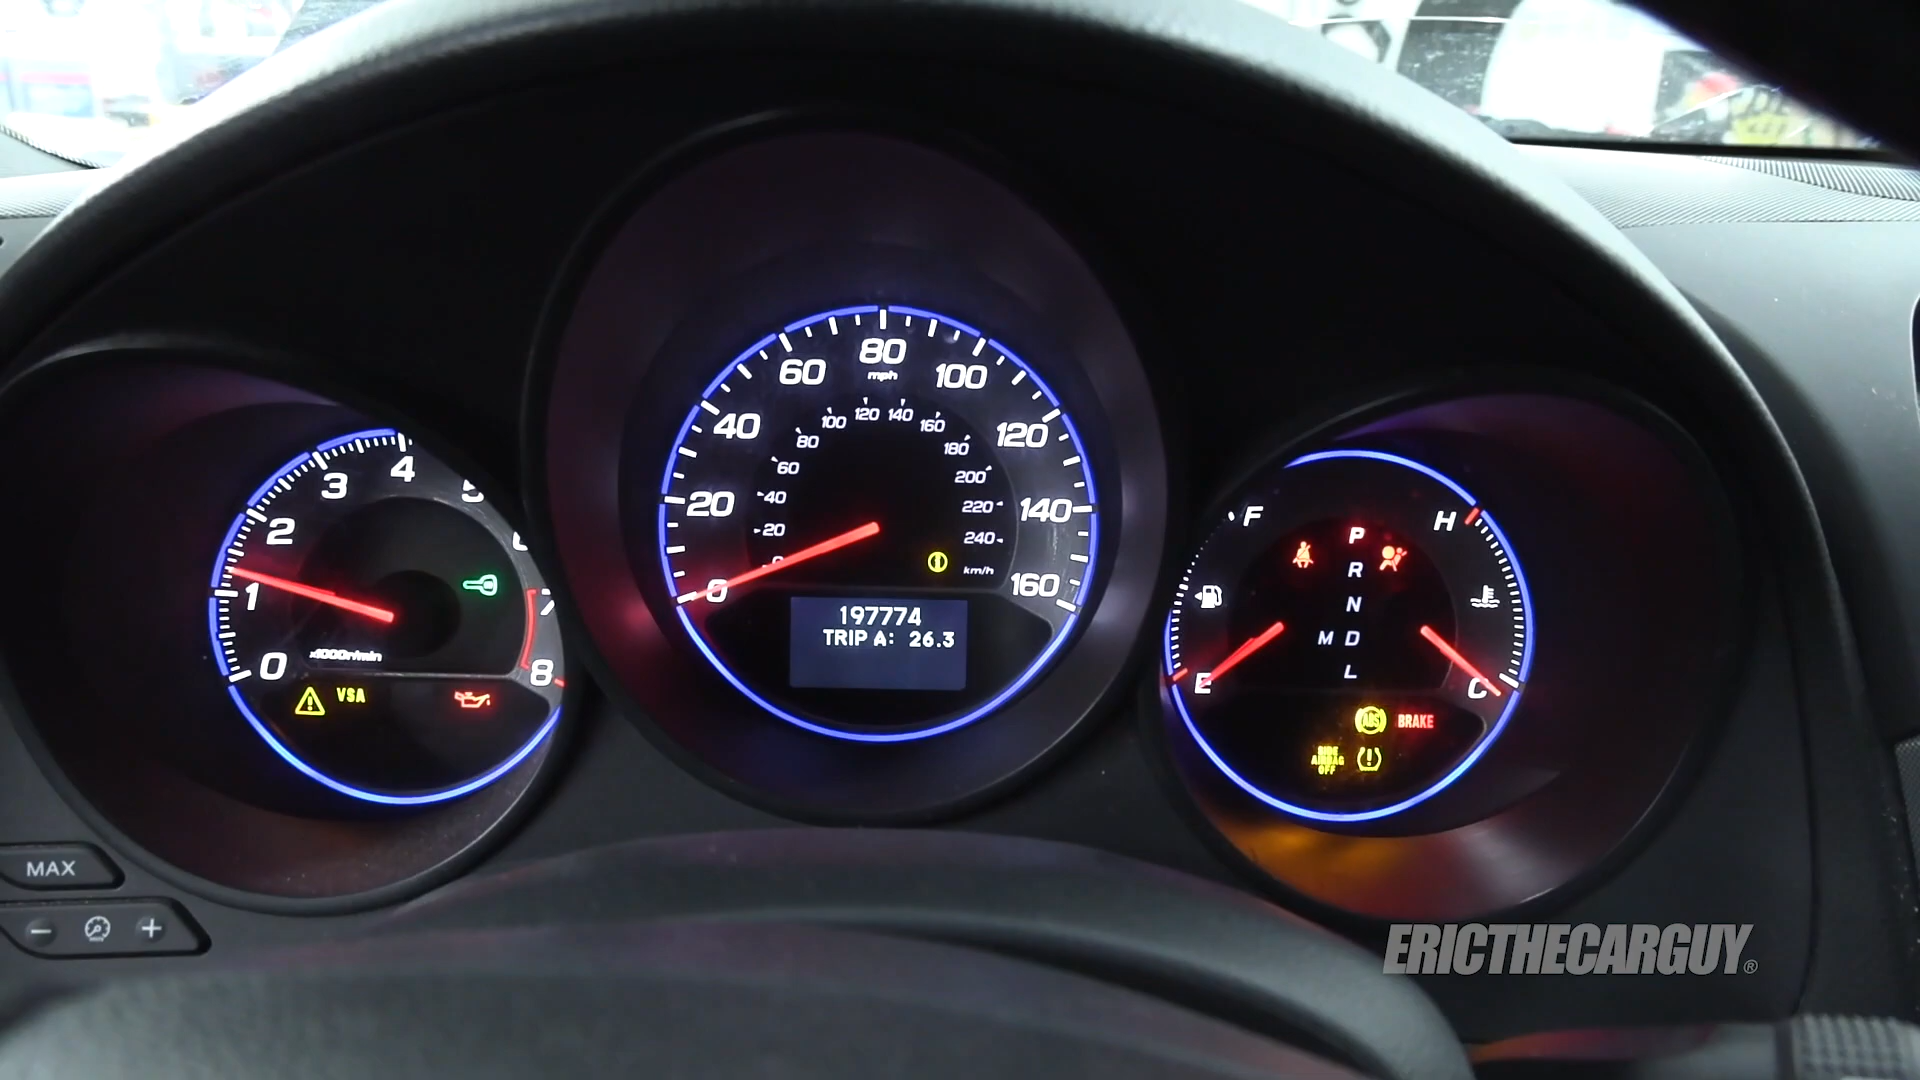 80
60
mph
100
40
120
20
140
0
160
100
120
140
160
80
180
60
200
40
220
20
240
km/h
197774
TRIP A: 26.3
4
3
5
2
1
7
0
8
x1000r/min
VSA
F
H
E
C
P
R
N
M D
L
ABS
BRAKE
SIDE
AIRBAG
OFF
MAX
ERICTHECARGUY®